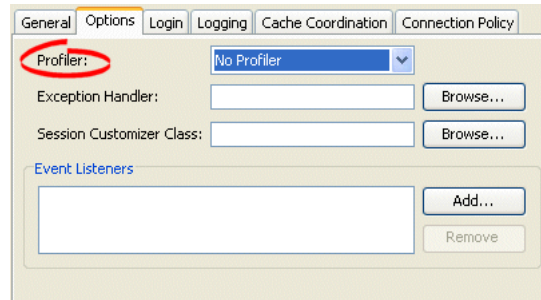 General Options Login Logging Cache Coordination Connection Policy
Profiler: No Profiler
Exception Handler: Browse...
Session Customizer Class: Browse...
Event Listeners
Add...
Remove